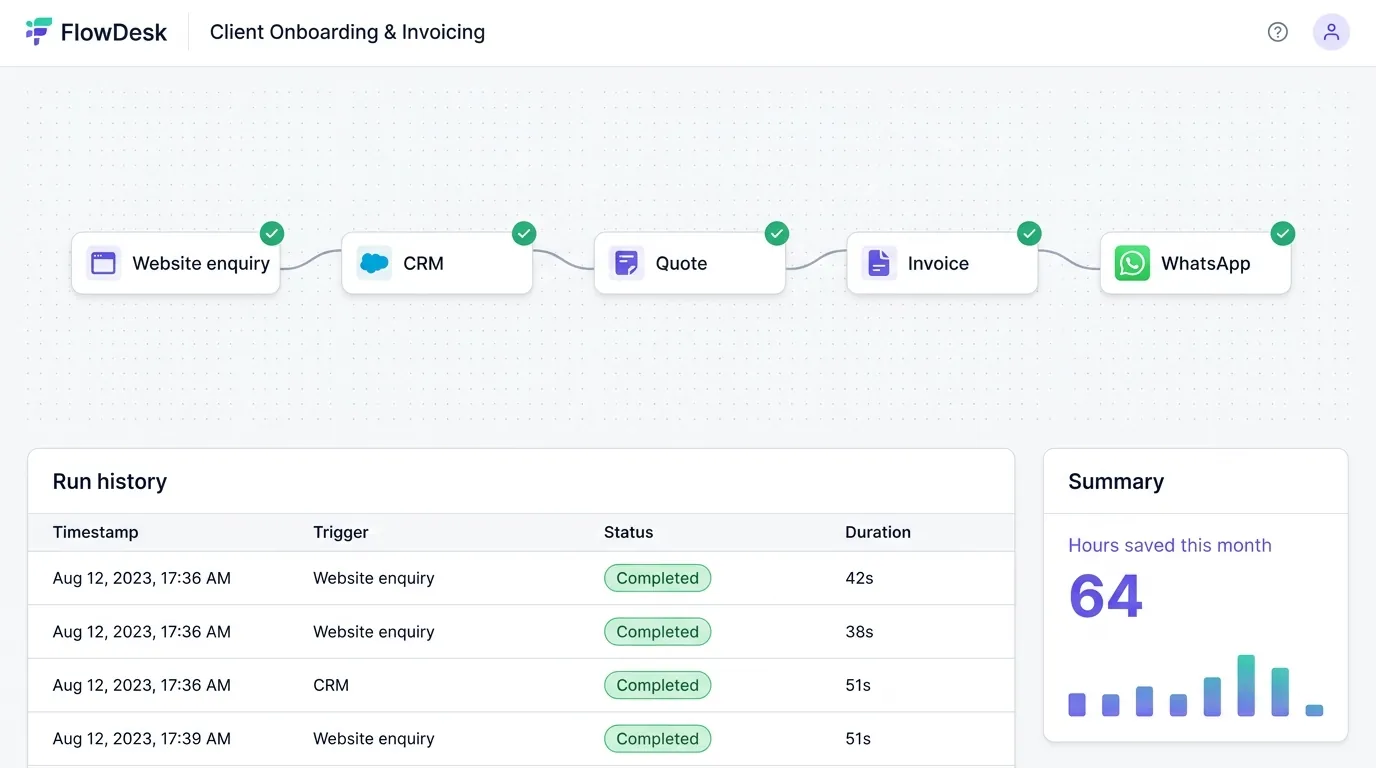 FlowDesk
Client Onboarding & Invoicing
Website enquiry
CRM
Quote
Invoice
WhatsApp
Run history
Timestamp Trigger Status Duration
Aug 12, 2023, 17:36 AM Website enquiry Completed 42s
Aug 12, 2023, 17:36 AM Website enquiry Completed 38s
Aug 12, 2023, 17:36 AM CRM Completed 51s
Aug 12, 2023, 17:39 AM Website enquiry Completed 51s
Summary
Hours saved this month
64